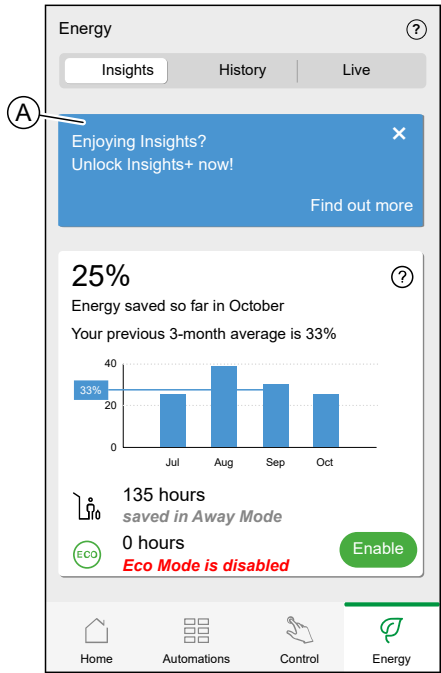 Energy ?
Insights History Live
A
Enjoying Insights? ×
Unlock Insights+ now!
Find out more
25% ?
Energy saved so far in October
Your previous 3-month average is 33%
40
33%
20
0
Jul Aug Sep Oct
135 hours
saved in Away Mode
ECO 0 hours Enable
Eco Mode is disabled
Home Automations Control Energy